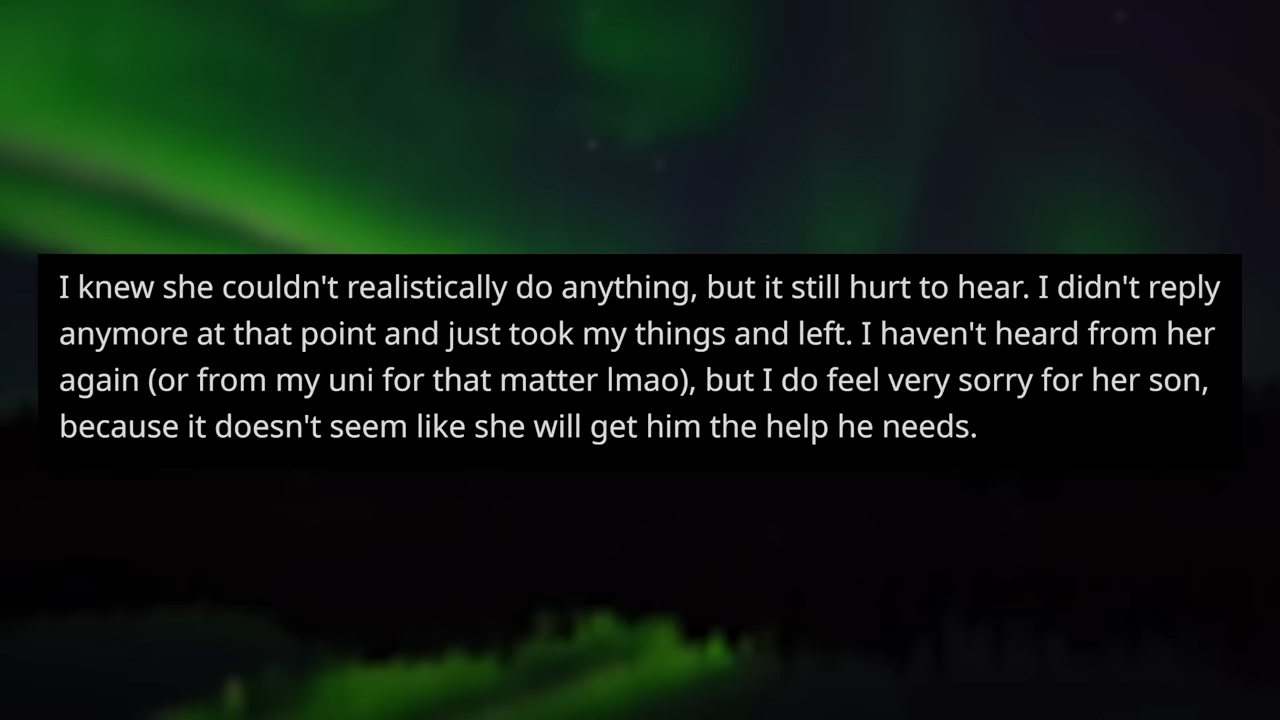 I knew she couldn't realistically do anything, but it still hurt to hear. I didn't reply
anymore at that point and just took my things and left. I haven't heard from her
again (or from my uni for that matter lmao), but I do feel very sorry for her son,
because it doesn't seem like she will get him the help he needs.